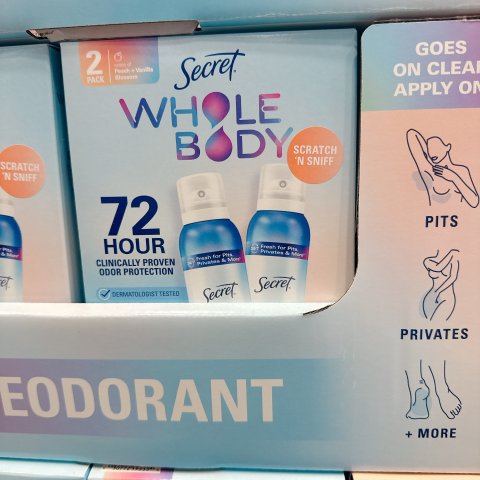 2
PACK
Peach + Vanilla
Blossom
Secret
WHOLE
BODY
SCRATCH
'N SNIFF
SCRATCH
'N SNIFF
72
HOUR
CLINICALLY PROVEN
ODOR PROTECTION
DERMATOLOGIST TESTED
Fresh for Pits,
Privates & More
Secret
Fresh for Pits,
Privates & More
Secret
EODORANT
GOES
ON CLEA
APPLY ON
PITS
PRIVATES
+ MORE